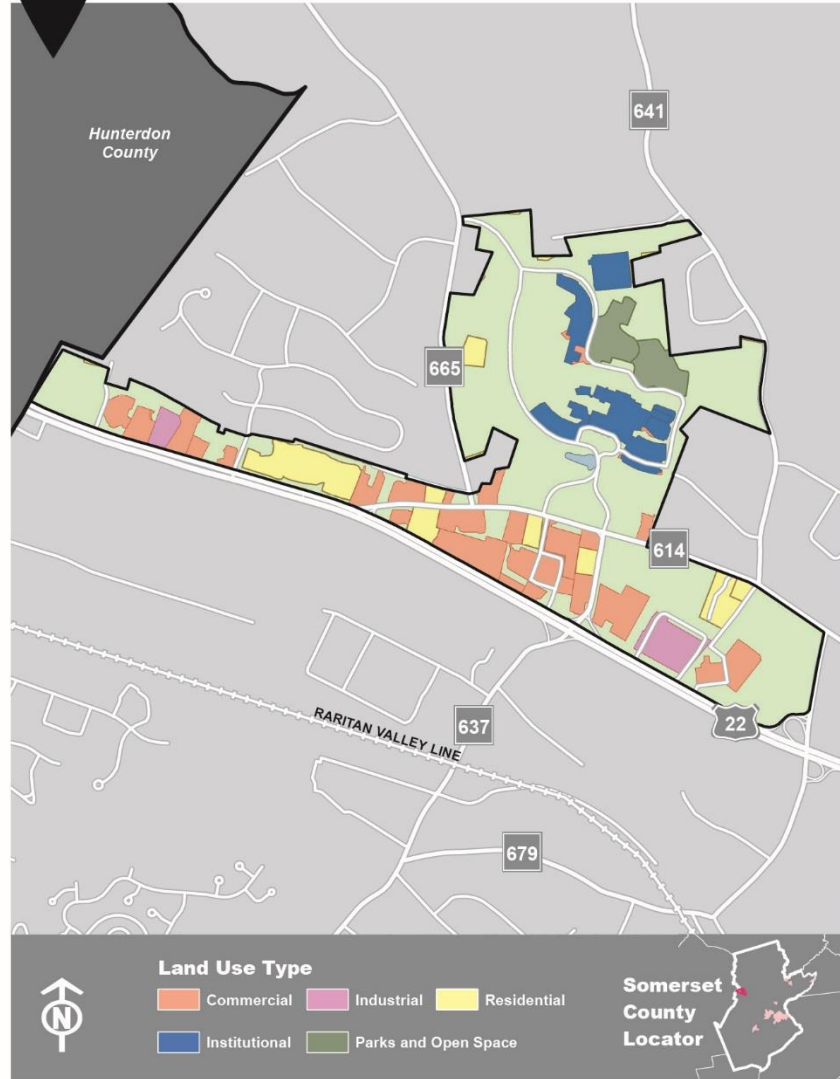 641
Hunterdon
County
665
614
22
RARITAN VALLEY LINE
637
679
Land Use Type
Commercial
Industrial
Residential
Institutional
Parks and Open Space
N
Somerset
County
Locator